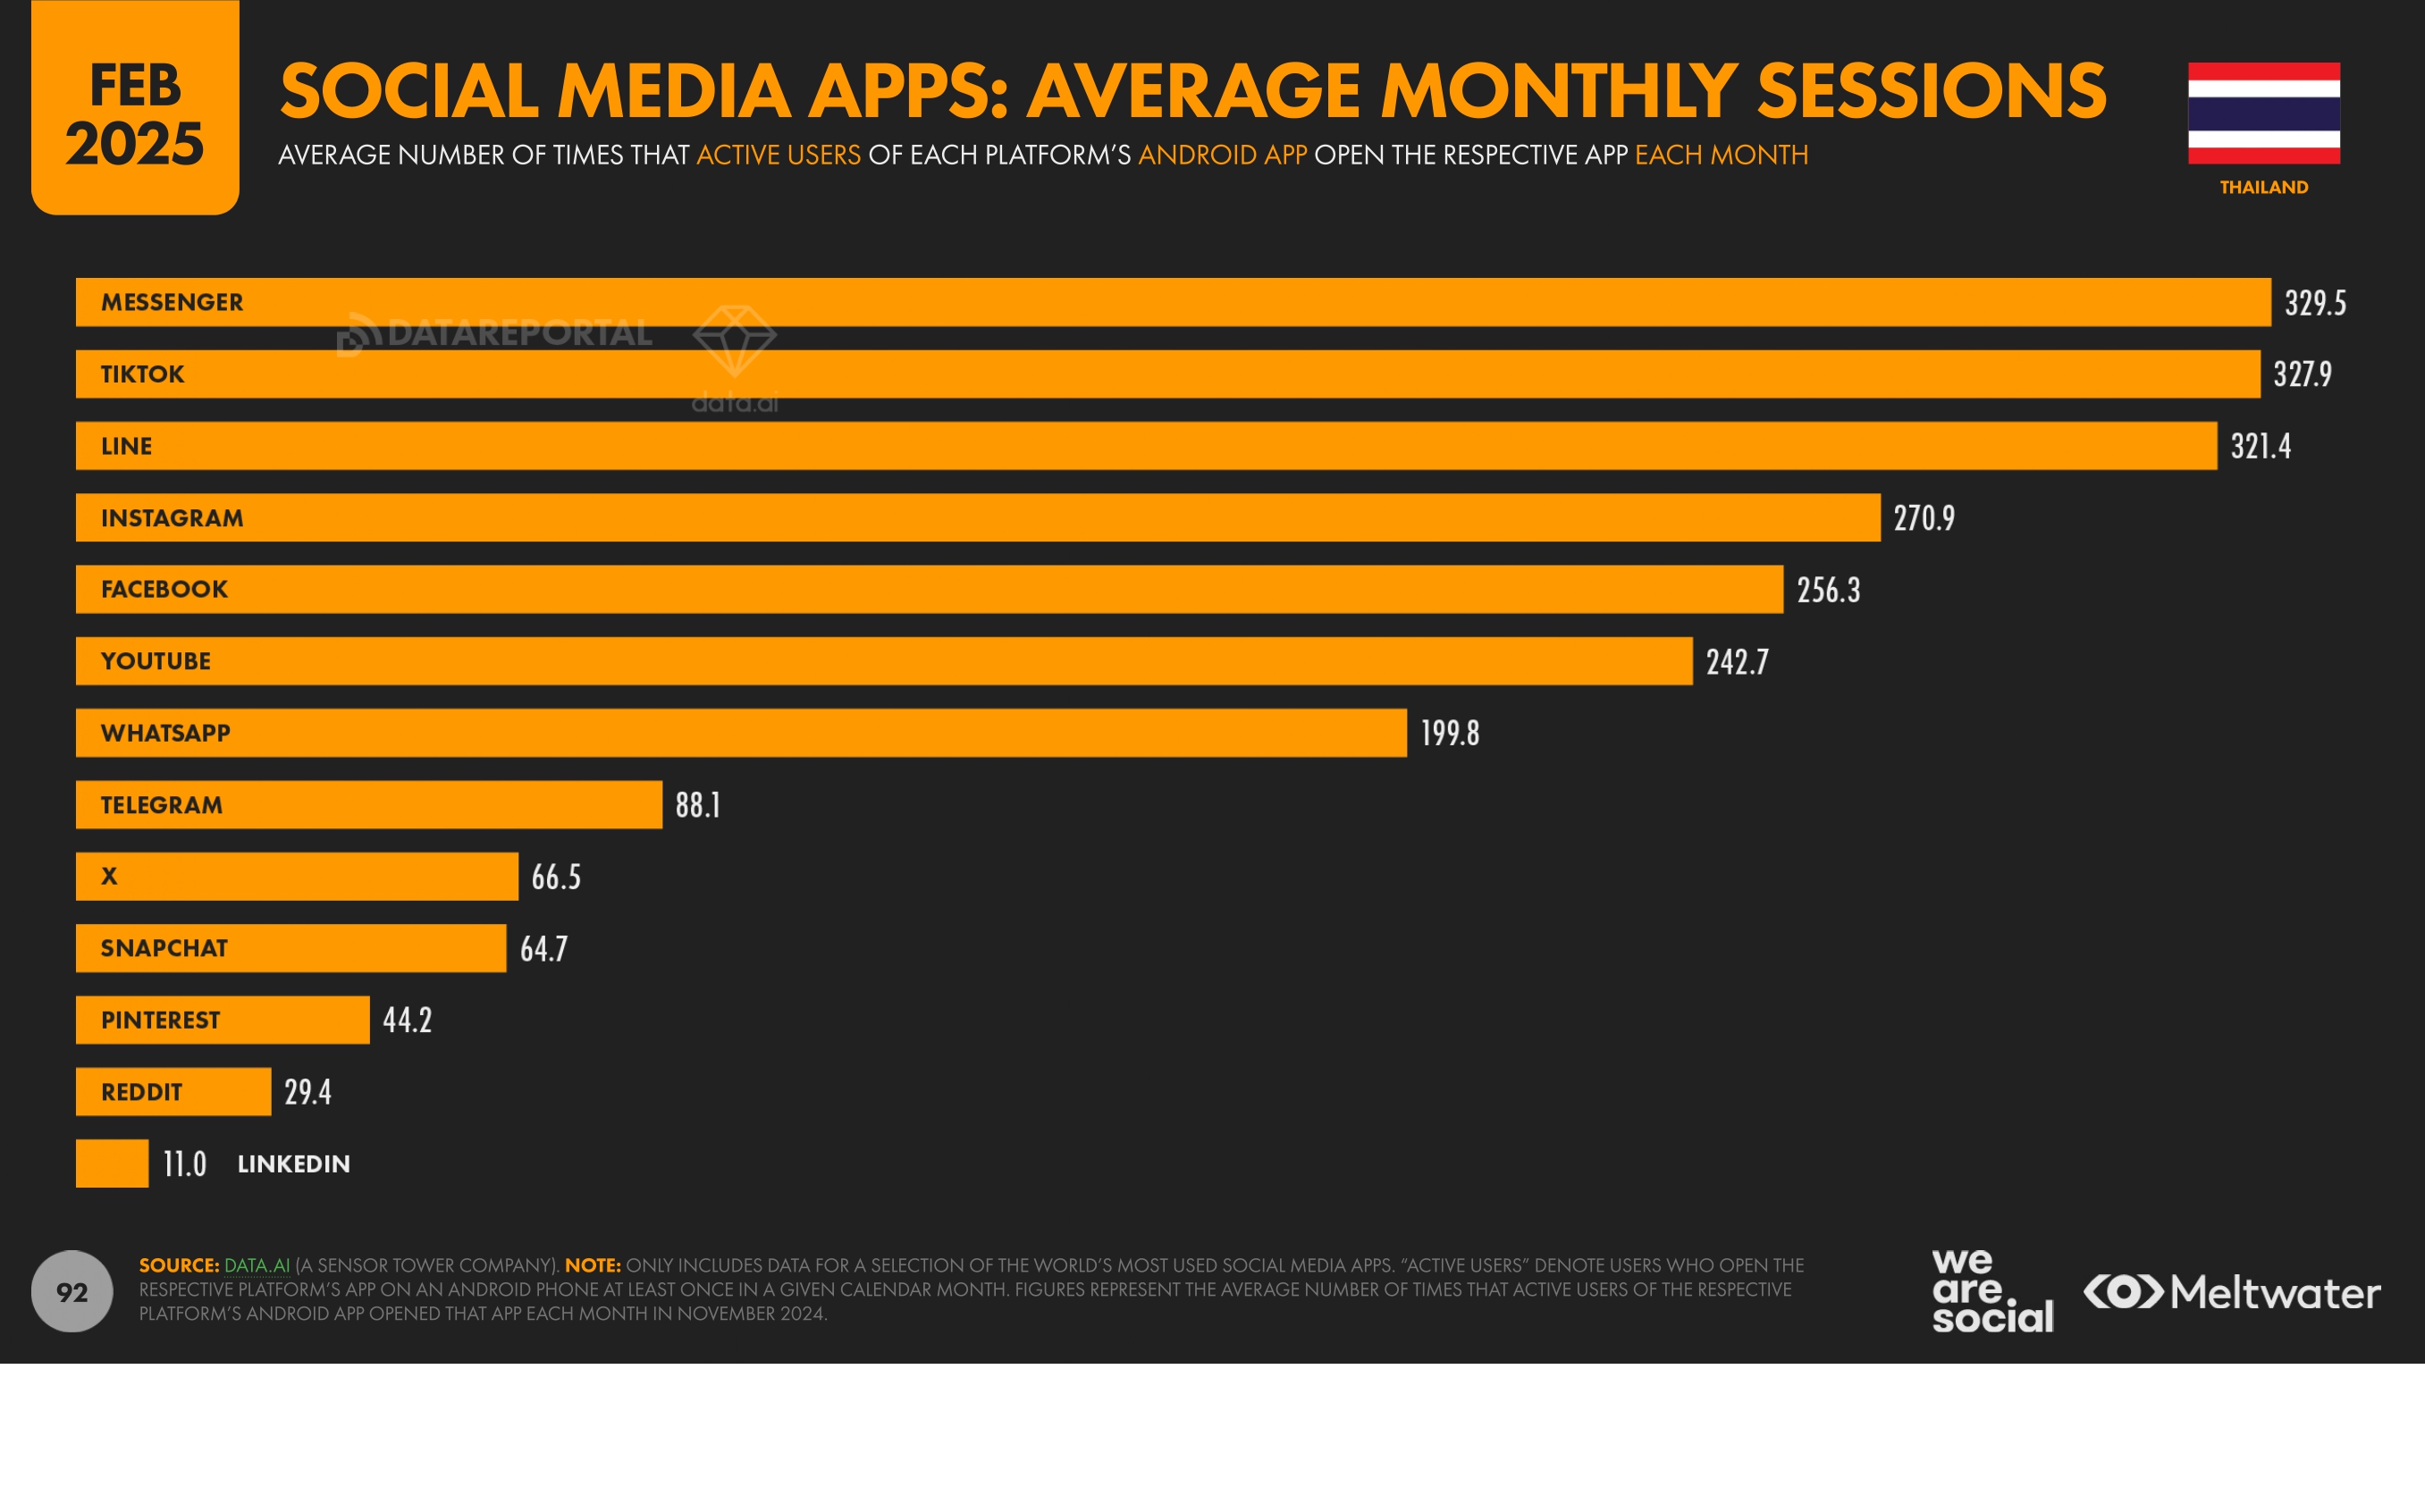 FEB
2025
SOCIAL MEDIA APPS: AVERAGE MONTHLY SESSIONS
AVERAGE NUMBER OF TIMES THAT ACTIVE USERS OF EACH PLATFORM’S ANDROID APP OPEN THE RESPECTIVE APP EACH MONTH
THAILAND
MESSENGER 329.5
DATAREPORTAL
TIKTOK 327.9
data.ai
LINE 321.4
INSTAGRAM 270.9
FACEBOOK 256.3
YOUTUBE 242.7
WHATSAPP 199.8
TELEGRAM 88.1
X 66.5
SNAPCHAT 64.7
PINTEREST 44.2
REDDIT 29.4
11.0 LINKEDIN
92
SOURCE: DATA.AI (A SENSOR TOWER COMPANY). NOTE: ONLY INCLUDES DATA FOR A SELECTION OF THE WORLD’S MOST USED SOCIAL MEDIA APPS. “ACTIVE USERS” DENOTE USERS WHO OPEN THE
RESPECTIVE PLATFORM’S APP ON AN ANDROID PHONE AT LEAST ONCE IN A GIVEN CALENDAR MONTH. FIGURES REPRESENT THE AVERAGE NUMBER OF TIMES THAT ACTIVE USERS OF THE RESPECTIVE
PLATFORM’S ANDROID APP OPENED THAT APP EACH MONTH IN NOVEMBER 2024.
we
are
social
Meltwater